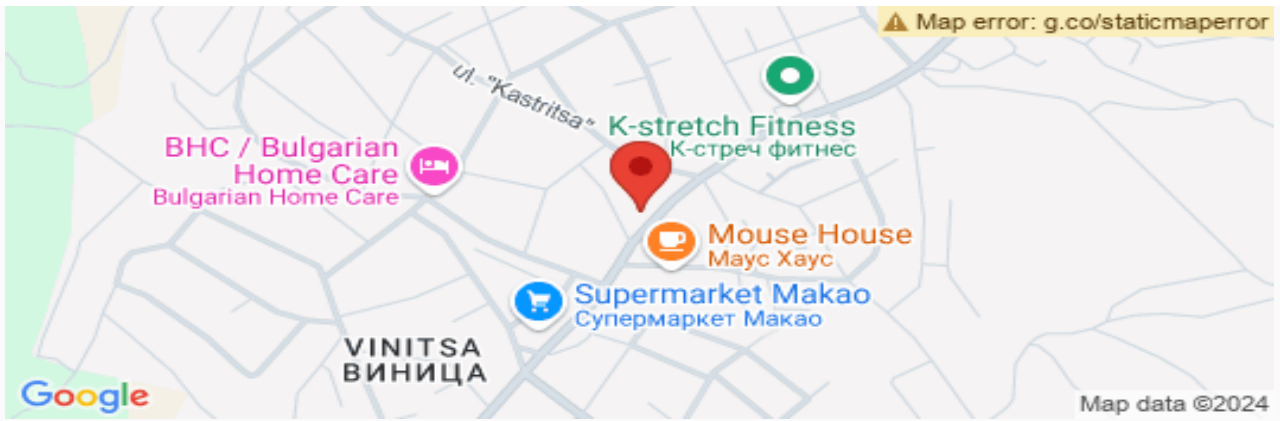 ⚠ Map error: g.co/staticmaperror
ul. "Kastritsa"
K-stretch Fitness
К-стреч фитнес
BHC / Bulgarian
Home Care
Bulgarian Home Care
Mouse House
Маус Хаус
Supermarket Makao
Супермаркет Макао
VINITSA
ВИНИЦА
Google
Map data ©2024